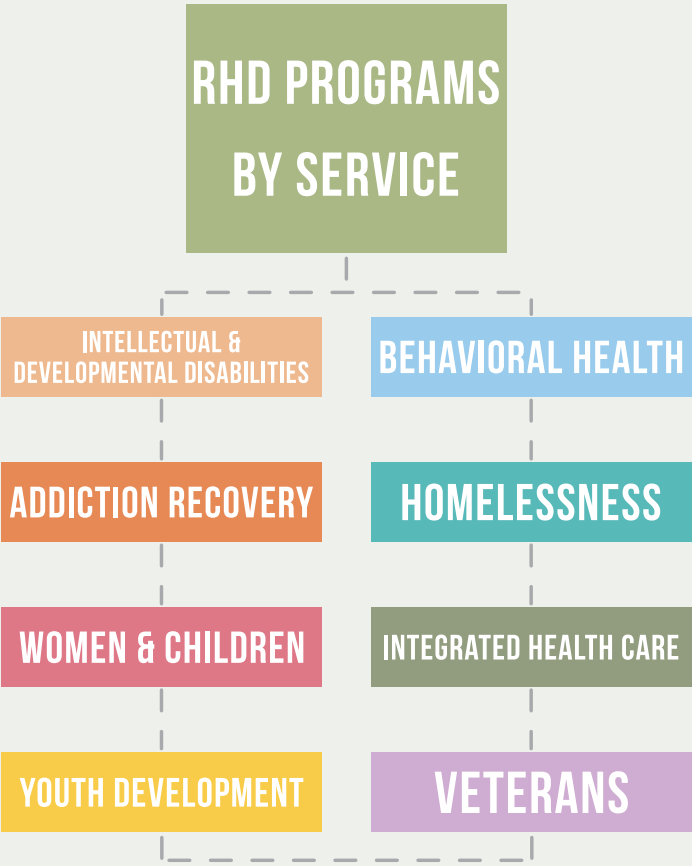 RHD PROGRAMS
BY SERVICE
INTELLECTUAL &
DEVELOPMENTAL DISABILITIES
BEHAVIORAL HEALTH
ADDICTION RECOVERY
HOMELESSNESS
WOMEN & CHILDREN
INTEGRATED HEALTH CARE
YOUTH DEVELOPMENT
VETERANS